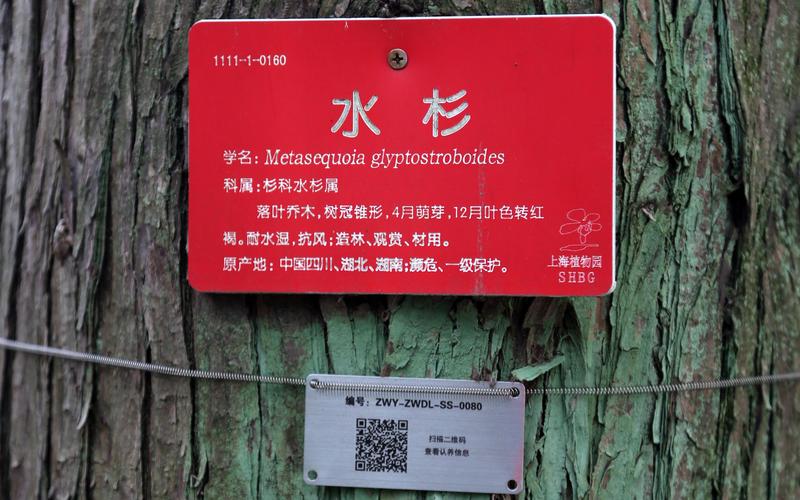 1111-1-0160
水 杉
学名: Metasequoia glyptostroboides
科属:杉科水杉属
落叶乔木,树冠锥形,4月萌芽,12月叶色转红
褐。耐水湿,抗风;造林、观赏、材用。
原产地: 中国四川、湖北、湖南;濒危、一级保护。
上海植物园
SHBG
编号: ZWY-ZWDL-SS-0080
扫描二维码
查看认养信息